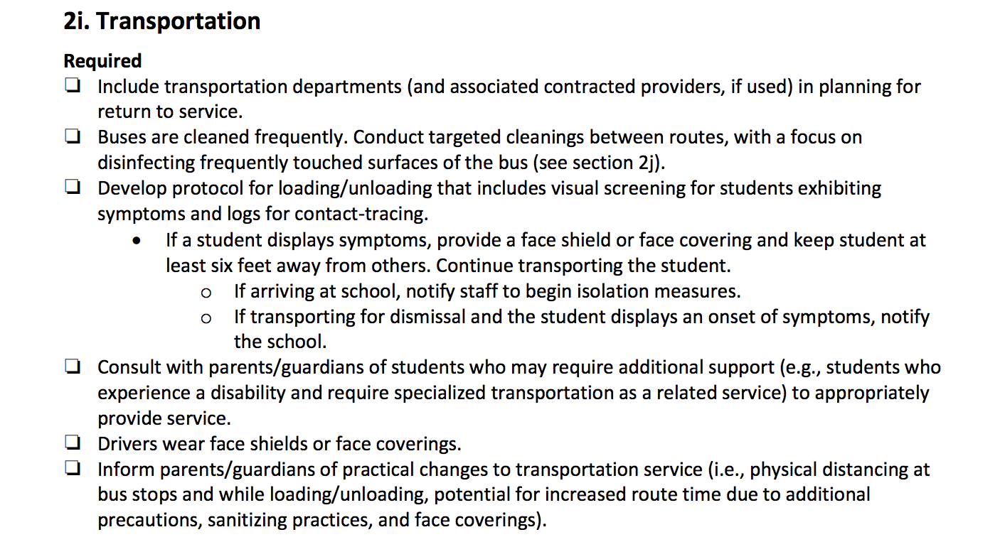 2i. Transportation
Required
❏ Include transportation departments (and associated contracted providers, if used) in planning for
return to service.
❏ Buses are cleaned frequently. Conduct targeted cleanings between routes, with a focus on
disinfecting frequently touched surfaces of the bus (see section 2j).
❏ Develop protocol for loading/unloading that includes visual screening for students exhibiting
symptoms and logs for contact-tracing.
• If a student displays symptoms, provide a face shield or face covering and keep student at
least six feet away from others. Continue transporting the student.
o If arriving at school, notify staff to begin isolation measures.
o If transporting for dismissal and the student displays an onset of symptoms, notify
the school.
❏ Consult with parents/guardians of students who may require additional support (e.g., students who
experience a disability and require specialized transportation as a related service) to appropriately
provide service.
❏ Drivers wear face shields or face coverings.
❏ Inform parents/guardians of practical changes to transportation service (i.e., physical distancing at
bus stops and while loading/unloading, potential for increased route time due to additional
precautions, sanitizing practices, and face coverings).